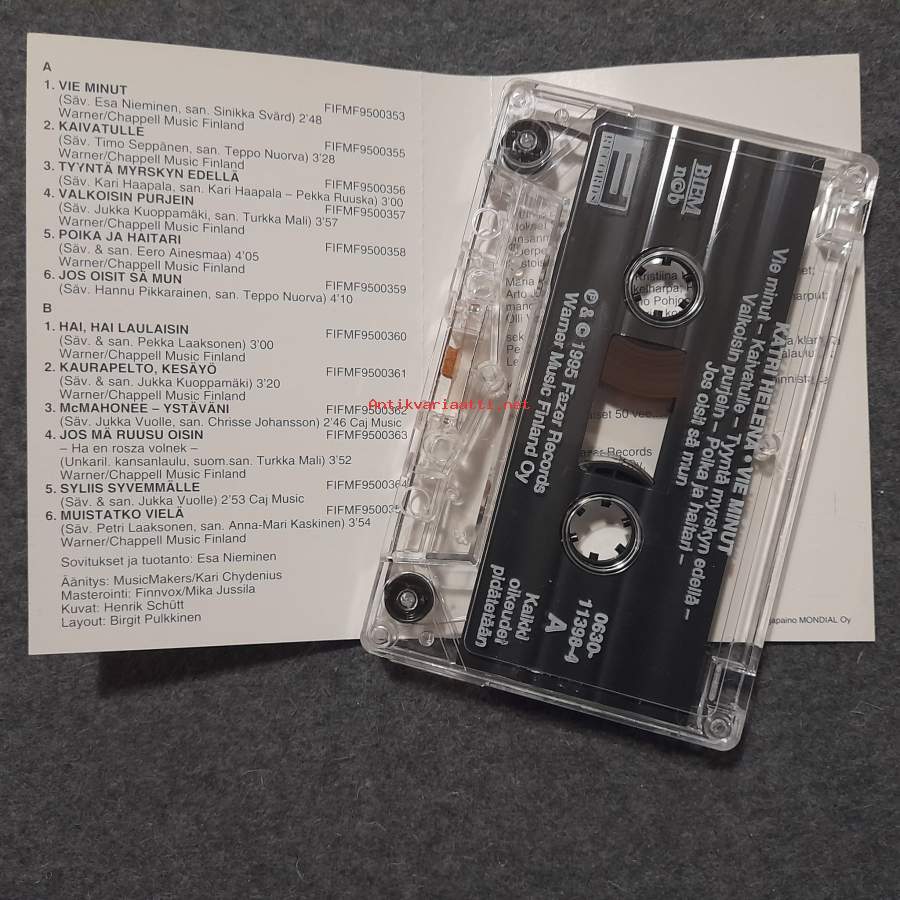 A
1. VIE MINUT
(Säv. Esa Nieminen, san. Sinikka Svärd) 2'48 FIFMF9500353
Warner/Chappell Music Finland
2. KAIVATULLE
(Säv. Timo Seppänen, san. Teppo Nuorva) 3'28 FIFMF9500355
Warner/Chappell Music Finland
3. TYYNTÄ MYRSKYN EDELLÄ
(Säv. Kari Haapala, san. Kari Haapala – Pekka Ruuska) 3'00 FIFMF9500356
4. VALKOISIN PURJEIN FIFMF9500357
(Säv. Jukka Kuoppamäki, san. Turkka Mali) 3'57
Warner/Chappell Music Finland
5. POIKA JA HAITARI FIFMF9500358
(Säv. & san. Eero Ainesmaa) 4'05
Warner/Chappell Music Finland
6. JOS OISIT SÄ MUN FIFMF9500359
(Säv. Hannu Pikkarainen, san. Teppo Nuorva) 4'10
B
1. HAI, HAI LAULAISIN FIFMF9500360
(Säv. & san. Pekka Laaksonen) 3'00
Warner/Chappell Music Finland
2. KAURAPELTO, KESÄYÖ FIFMF9500361
(Säv. & san. Jukka Kuoppamäki) 3'20
Warner/Chappell Music Finland
3. McMAHONEE – YSTÄVÄNI FIFMF9500362
(Säv. Jukka Vuolle, san. Chrisse Johansson) 2'46 Caj Music
4. JOS MÄ RUUSU OISIN FIFMF9500363
– Ha en rosza volnek –
(Unkaril. kansanlaulu, suom.san. Turkka Mali) 3'52
Warner/Chappell Music Finland
5. SYLIIS SYVEMMÄLLE FIFMF9500364
(Säv. & san. Jukka Vuolle) 2'53 Caj Music
6. MUISTATKO VIELÄ
(Säv. Petri Laaksonen, san. Anna-Mari Kaskinen) 3'54
Warner/Chappell Music Finland
Sovitukset ja tuotanto: Esa Nieminen
Äänitys: MusicMakers/Kari Chydenius
Masterointi: Finnvox/Mika Jussila
Kuvat: Henrik Schütt
Layout: Birgit Pulkkinen
Antikvariaatti.net
RECORDS
BIEM
ncb
KATRI HELENA • VIE MINUT
Vie minut – Kaivatulle – Tyyntä myrskyn edellä –
Valkoisin purjein – Poika ja haitari –
Jos oisit sä mun
℗ & © 1995 Fazer Records
Warner Music Finland Oy
0630-
11398-4
A
Kaikki
oikeudet
pidätetään
MONDIAL Oy